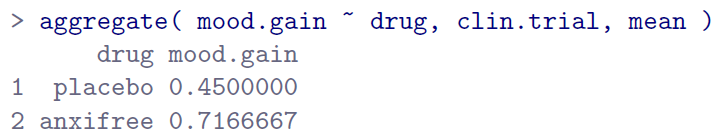 > aggregate( mood.gain ~ drug, clin.trial, mean )
drug mood.gain
1 placebo 0.4500000
2 anxifree 0.7166667